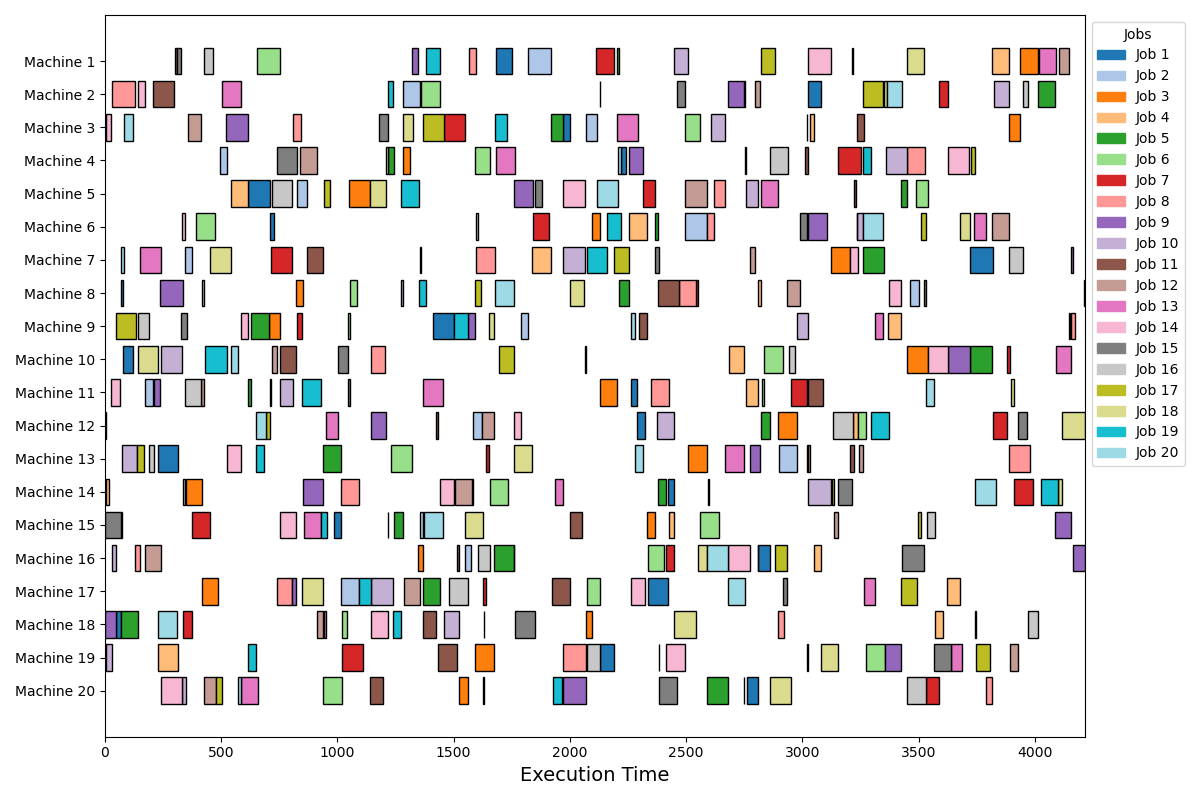 Machine 1
Machine 2
Machine 3
Machine 4
Machine 5
Machine 6
Machine 7
Machine 8
Machine 9
Machine 10
Machine 11
Machine 12
Machine 13
Machine 14
Machine 15
Machine 16
Machine 17
Machine 18
Machine 19
Machine 20
0 500 1000 1500 2000 2500 3000 3500 4000
Execution Time
Jobs
Job 1
Job 2
Job 3
Job 4
Job 5
Job 6
Job 7
Job 8
Job 9
Job 10
Job 11
Job 12
Job 13
Job 14
Job 15
Job 16
Job 17
Job 18
Job 19
Job 20